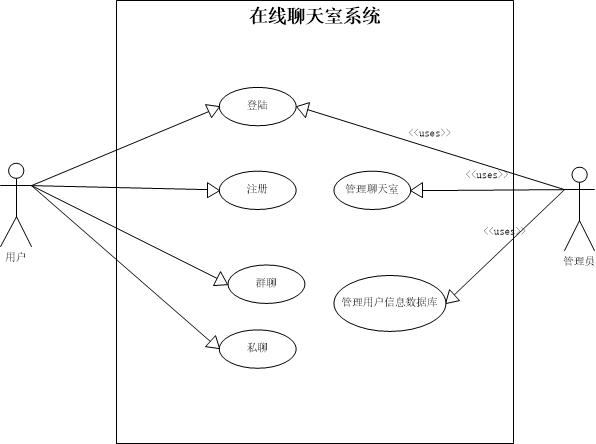 在线聊天室系统
登陆
<<uses>>
注册
管理聊天室
<<uses>>
用户
管理员
<<uses>>
群聊
管理用户信息数据库
私聊